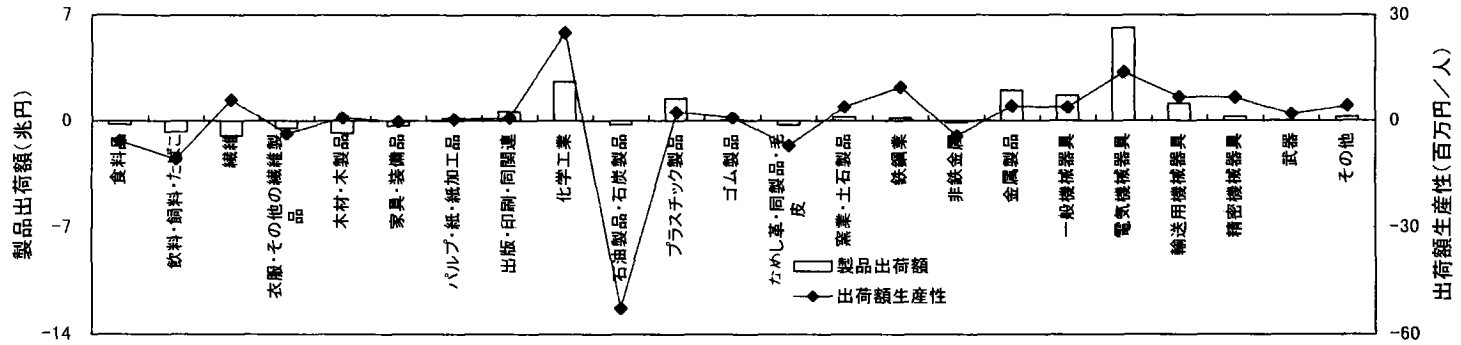 製品出荷額(兆円)
7
0
-7
-14
食料品
飲料・飼料・たばこ
繊維
衣服・その他の繊維製
品
木材・木製品
家具・装備品
パルプ・紙・紙加工品
出版・印刷・同関連
化学工業
石油製品・石炭製品
プラスチック製品
ゴム製品
なめし革・同製品・毛
皮
窯業・土石製品
鉄鋼業
非鉄金属
金属製品
一般機械器具
電気機械器具
輸送用機械器具
精密機械器具
武器
その他
製品出荷額
出荷額生産性
30
0
-30
-60
出荷額生産性(百万円/人)